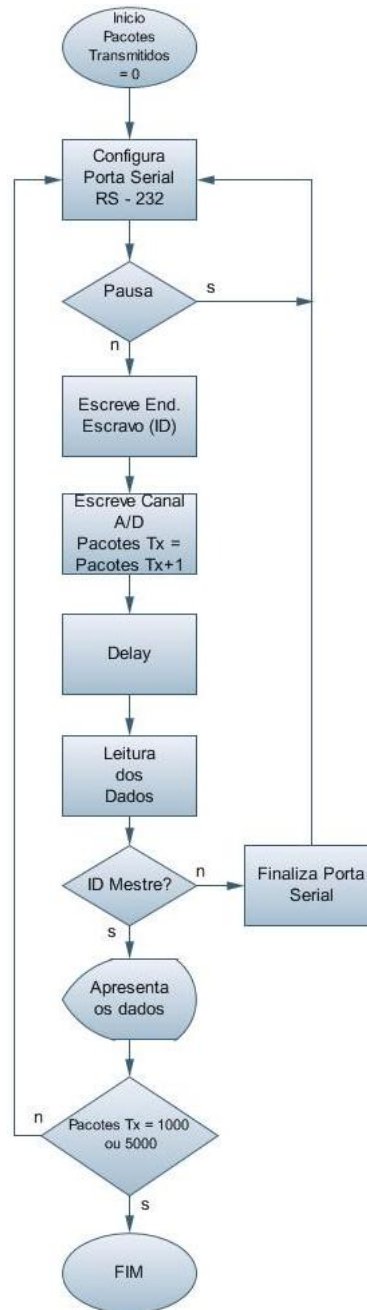 Inicio
Pacotes
Transmitidos
= 0
Configura
Porta Serial
RS - 232
Pausa
s
n
Escreve End.
Escravo (ID)
Escreve Canal
A/D
Pacotes Tx =
Pacotes Tx+1
Delay
Leitura
dos
Dados
ID Mestre?
n
Finaliza Porta
Serial
s
Apresenta
os dados
n
Pacotes Tx = 1000
ou 5000
s
FIM